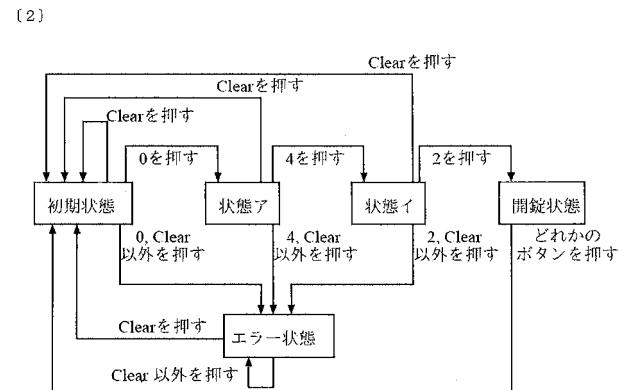 〔2〕
Clearを押す
Clearを押す
Clearを押す
0を押す
4を押す
2を押す
初期状態
状態ア
状態イ
開錠状態
0, Clear
以外を押す
4, Clear
以外を押す
2, Clear
以外を押す
どれかの
ボタンを押す
Clearを押す
エラー状態
Clear 以外を押す